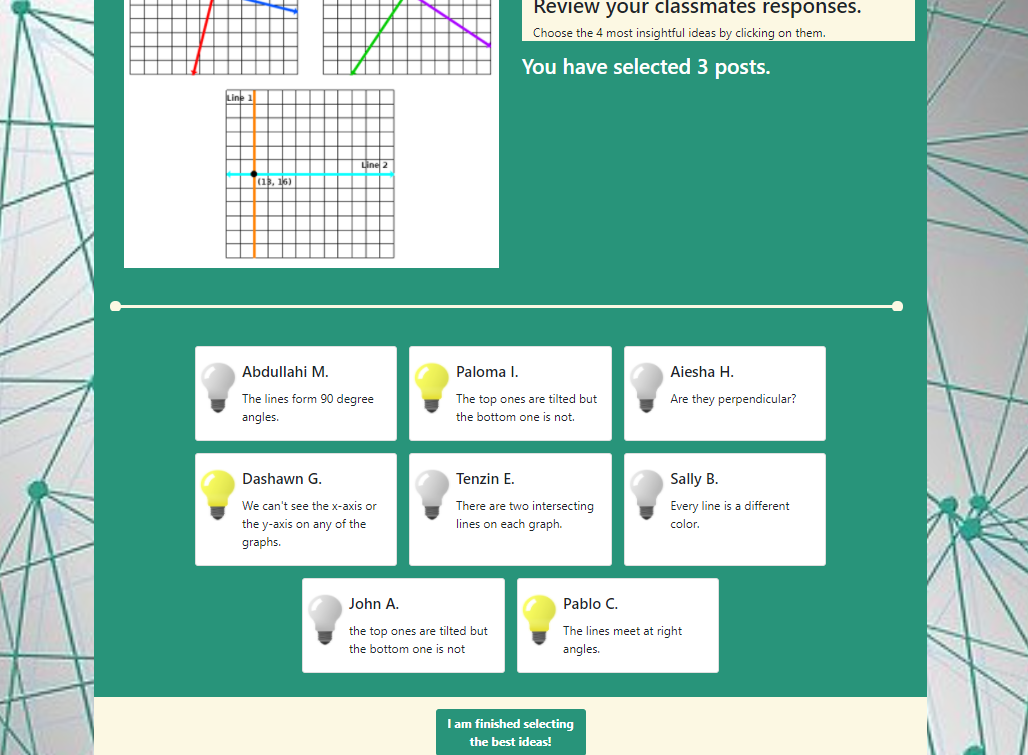 Review your classmates responses.
Choose the 4 most insightful ideas by clicking on them.
You have selected 3 posts.
Line 1
Line 2
(13, 16)
Abdullahi M.
The lines form 90 degree
angles.
Paloma I.
The top ones are tilted but
the bottom one is not.
Aiesha H.
Are they perpendicular?
Dashawn G.
We can't see the x-axis or
the y-axis on any of the
graphs.
Tenzin E.
There are two intersecting
lines on each graph.
Sally B.
Every line is a different
color.
John A.
the top ones are tilted but
the bottom one is not
Pablo C.
The lines meet at right
angles.
I am finished selecting
the best ideas!